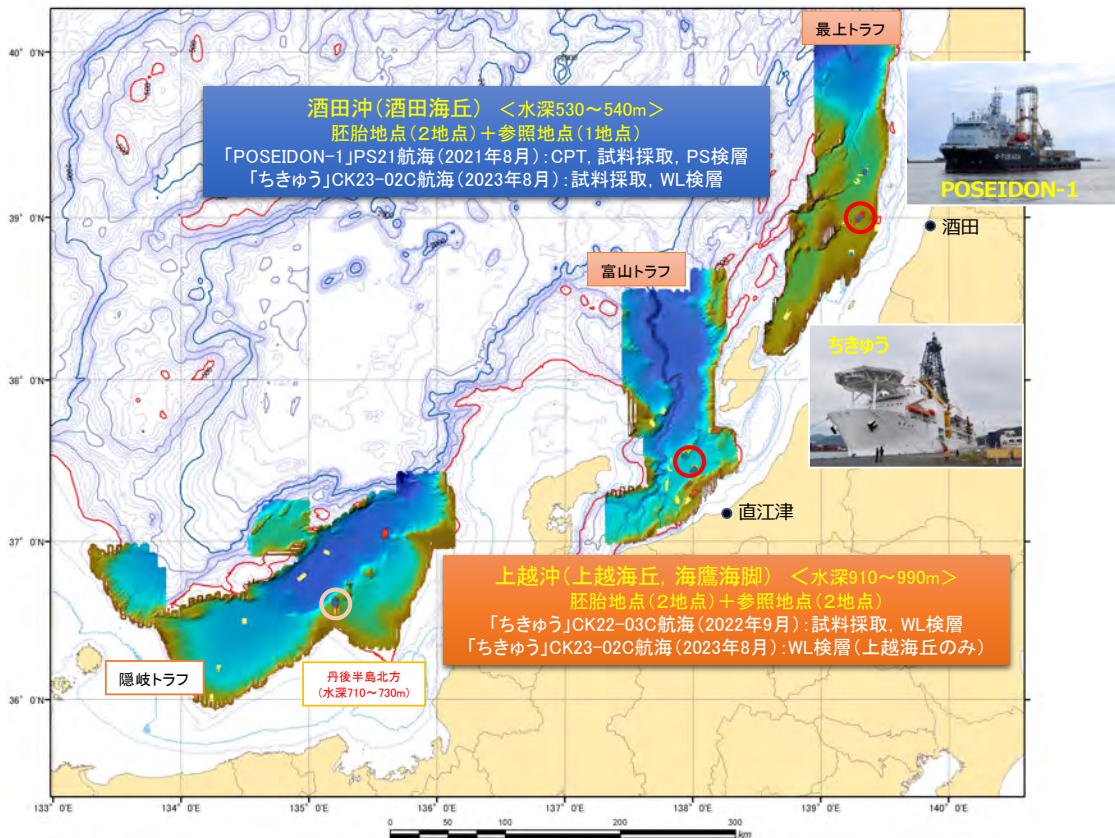 最上トラフ
酒田沖(酒田海丘) <水深530~540m>
胚胎地点(2地点)+参照地点(1地点)
「POSEIDON-1」PS21航海(2021年8月):CPT, 試料採取, PS検層
「ちきゅう」CK23-02C航海(2023年8月):試料採取, WL検層
POSEIDON-1
酒田
富山トラフ
ちきゅう
直江津
上越沖(上越海丘, 海鷹海脚) <水深910~990m>
胚胎地点(2地点)+参照地点(2地点)
「ちきゅう」CK22-03C航海(2022年9月):試料採取, WL検層
「ちきゅう」CK23-02C航海(2023年8月):WL検層(上越海丘のみ)
隠岐トラフ
丹後半島北方
(水深710~730m)
40° 0'N
39° 0'N
38° 0'N
37° 0'N
36° 0'N
133° 0'E 134° 0'E 135° 0'E 136° 0'E 137° 0'E 138° 0'E 139° 0'E 140° 0'E
0 50 100 200 300
km